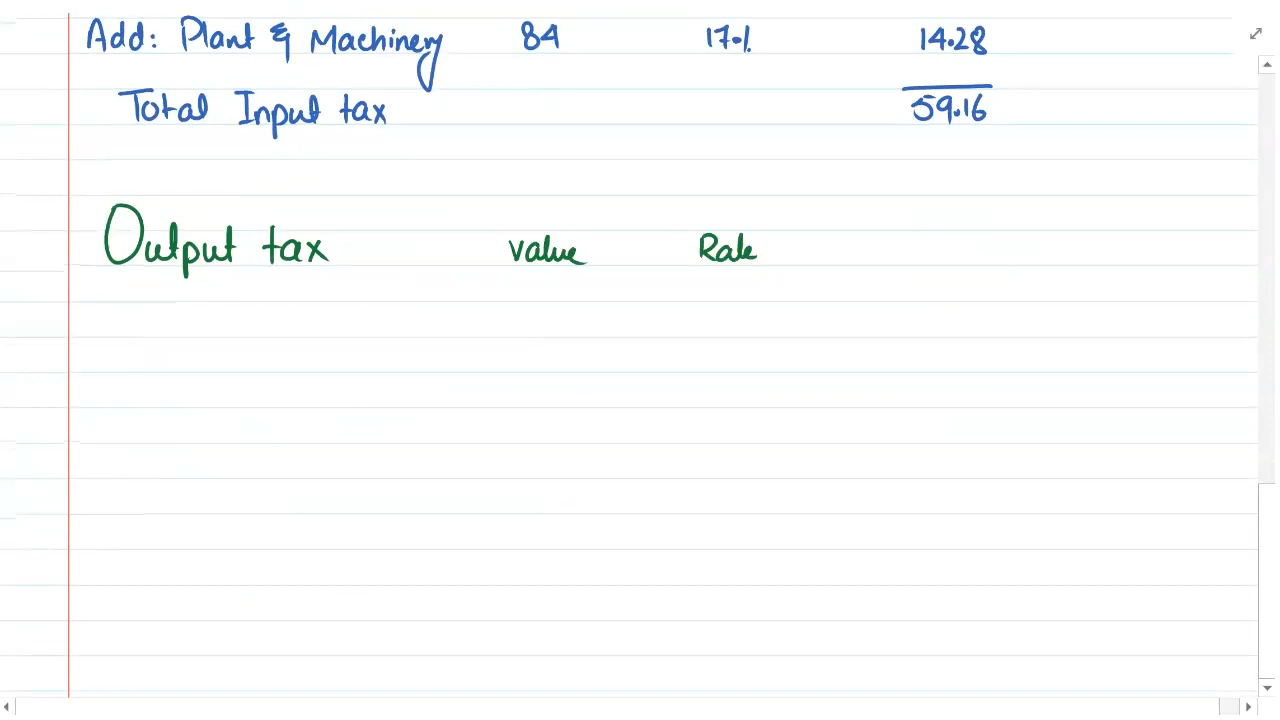 Add: Plant & Machinery 84 17% 14.28
Total Input tax 59.16
Output tax Value Rate